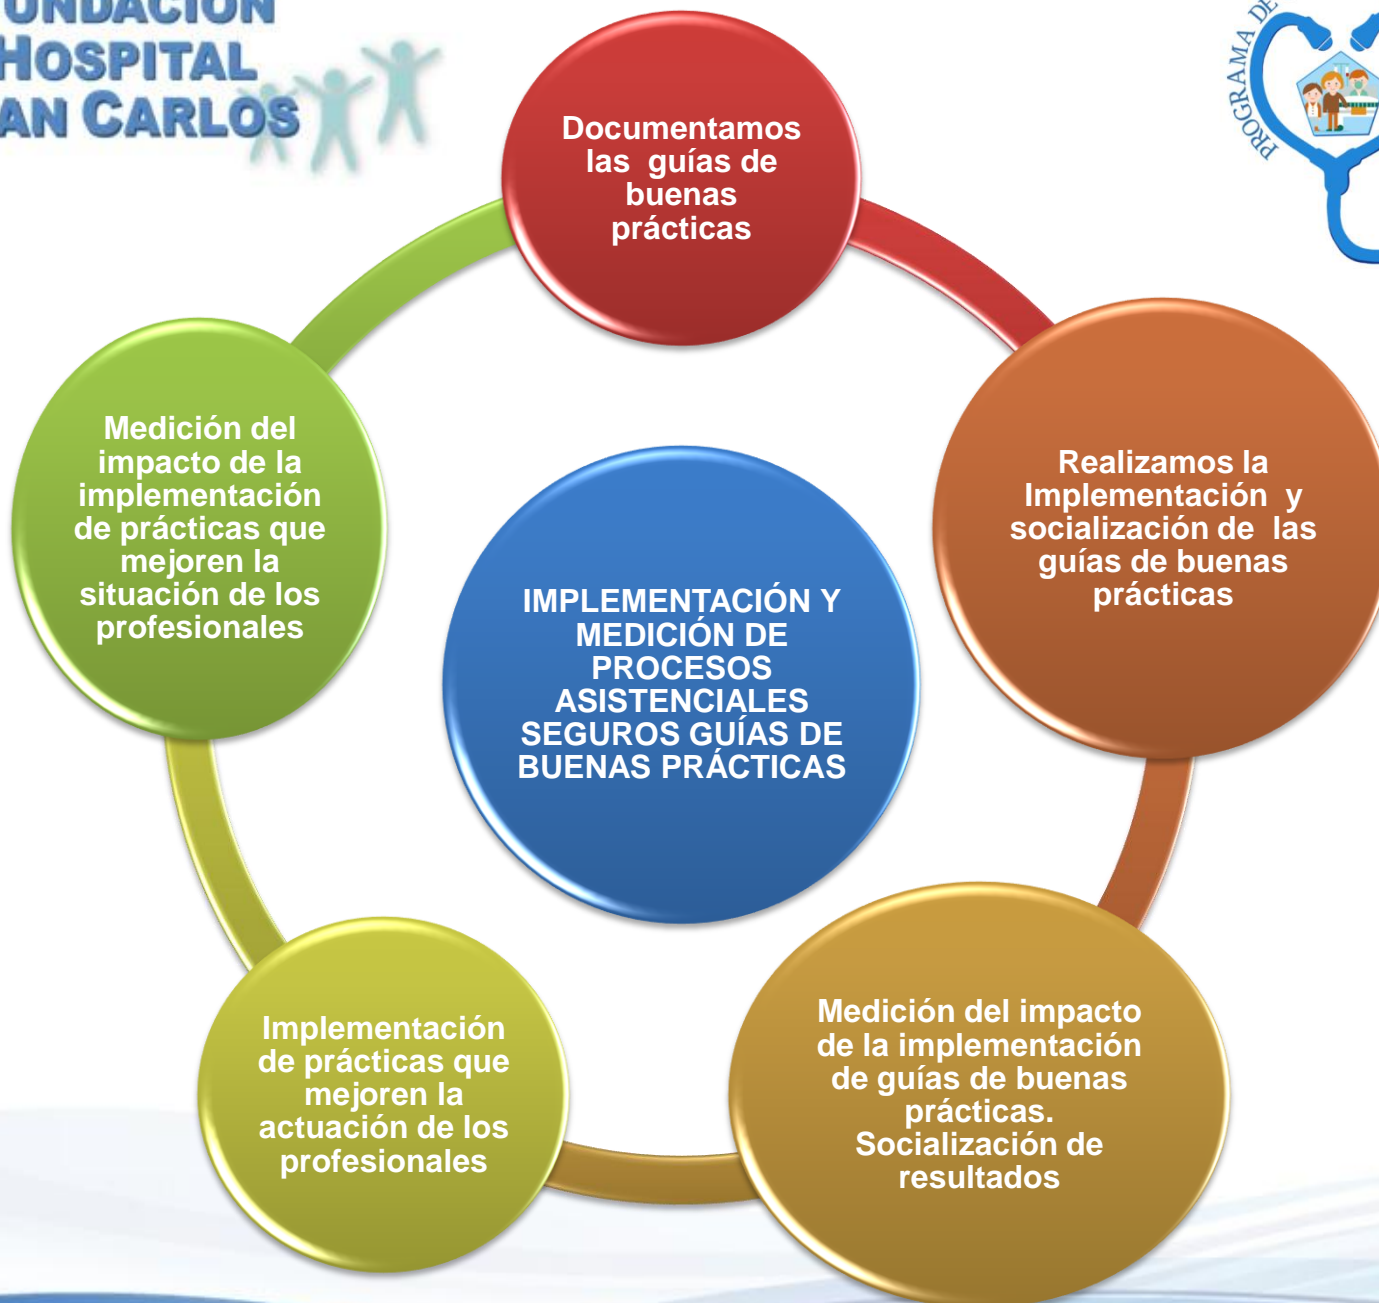 UNDACIÓN
HOSPITAL
AN CARLOS
PROGRAMA DE
Documentamos
las guías de
buenas
prácticas
Realizamos la
Implementación y
socialización de las
guías de buenas
prácticas
Medición del impacto
de la implementación
de guías de buenas
prácticas.
Socialización de
resultados
Implementación
de prácticas que
mejoren la
actuación de los
profesionales
Medición del
impacto de la
implementación
de prácticas que
mejoren la
situación de los
profesionales
IMPLEMENTACIÓN Y
MEDICIÓN DE
PROCESOS
ASISTENCIALES
SEGUROS GUÍAS DE
BUENAS PRÁCTICAS